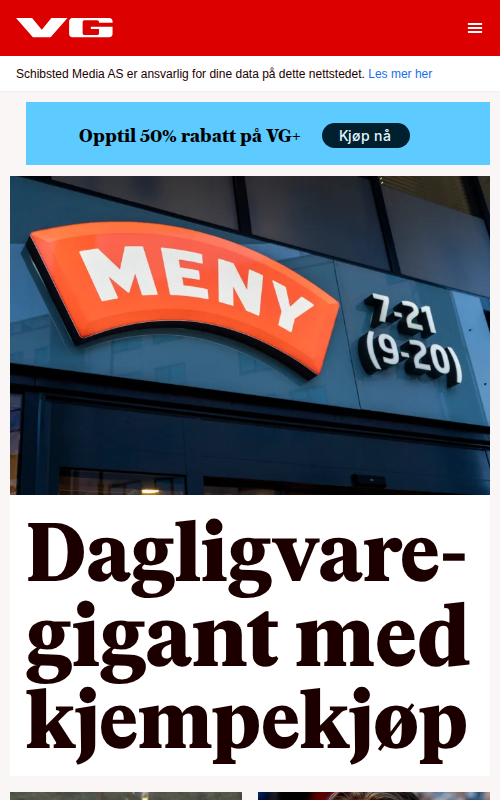 VG
Schibsted Media AS er ansvarlig for dine data på dette nettstedet. Les mer her
Opptil 50% rabatt på VG+ Kjøp nå
MENY
7-21
(9-20)
Dagligvare-
gigant med
kjempekjøp